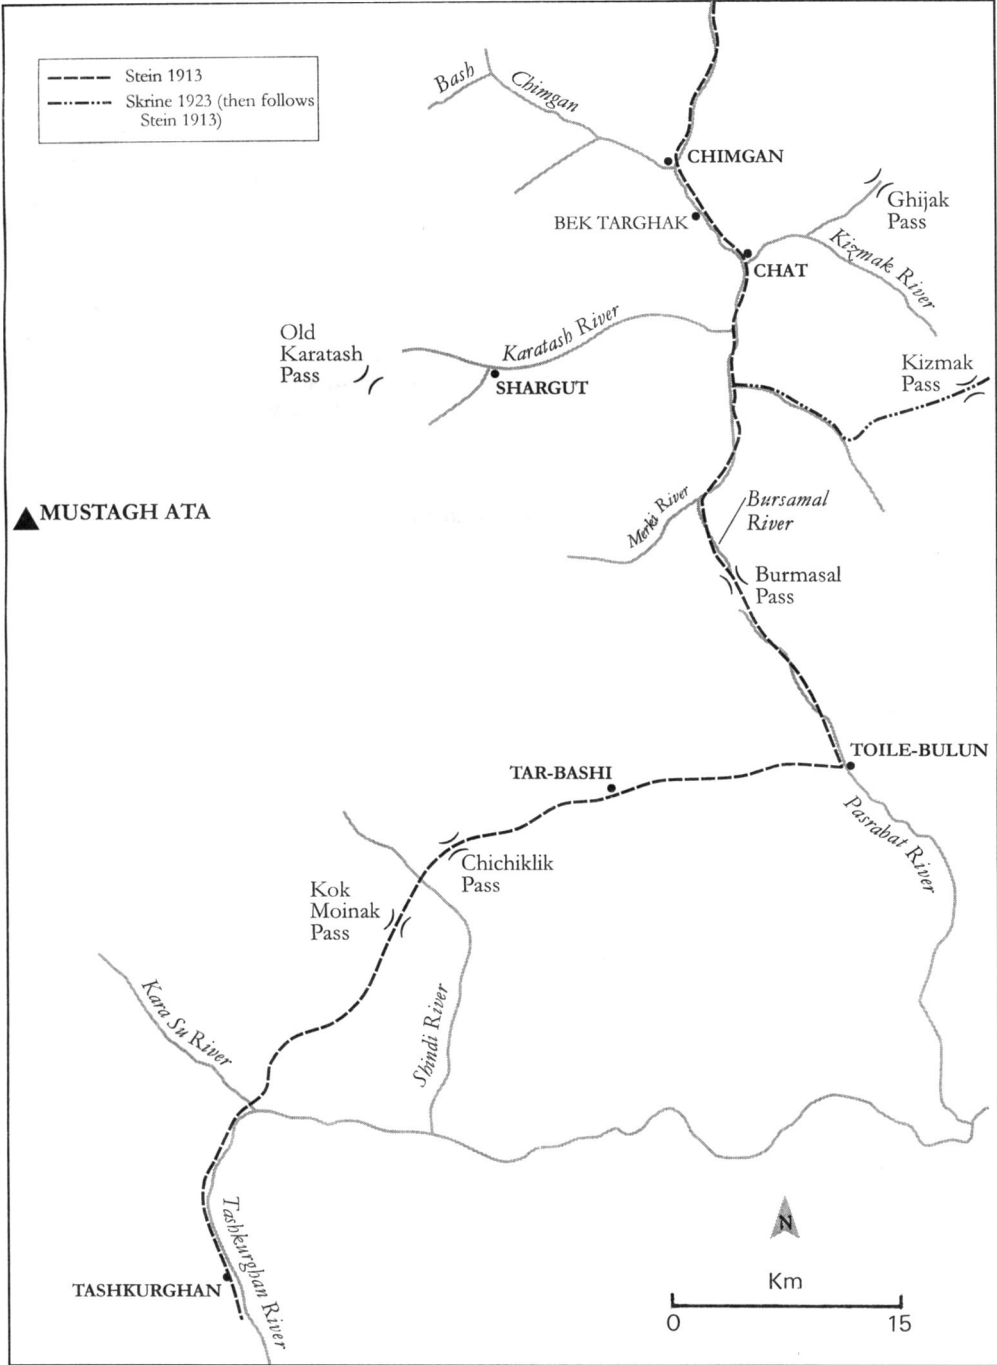 Stein 1913
Skrine 1923 (then follows
Stein 1913)
Bash
Chimgan
CHIMGAN
Ghijak
Pass
BEK TARGHAK
Kizmak River
CHAT
Old
Karatash
Pass
Karatash River
SHARGUT
Kizmak
Pass
MUSTAGH ATA
Merki River
Bursamal
River
Burmasal
Pass
TOILE-BULUN
TAR-BASHI
Pasrabat River
Chichiklik
Pass
Kok
Moinak
Pass
Kara Su River
Shindi River
Tashkurghan River
TASHKURGHAN
N
Km
0
15